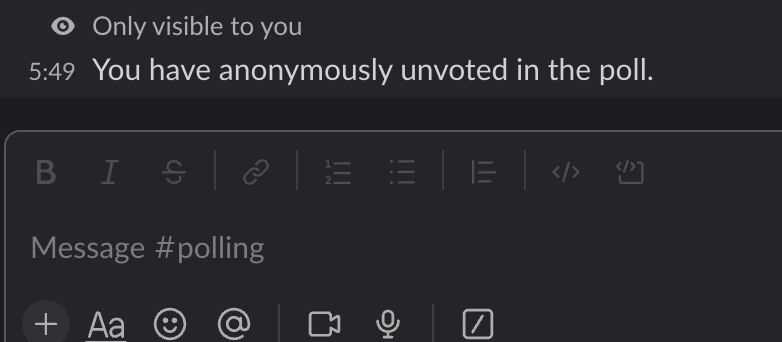 Only visible to you
5:49 You have anonymously unvoted in the poll.
B I S
Message #polling
+ Aa @